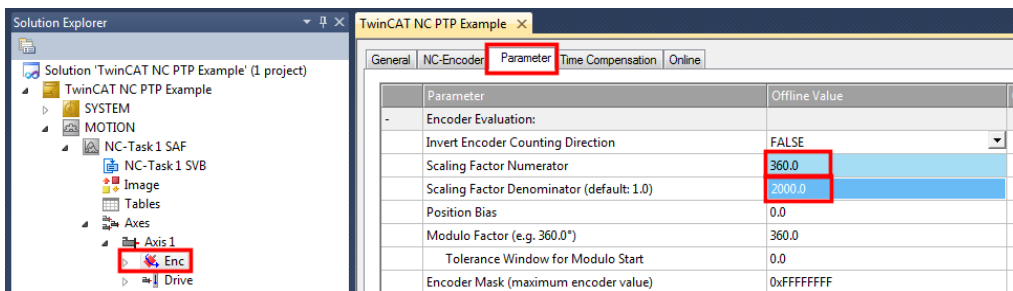 Solution Explorer
Solution 'TwinCAT NC PTP Example' (1 project)
TwinCAT NC PTP Example
SYSTEM
MOTION
NC-Task 1 SAF
NC-Task 1 SVB
Image
Tables
Axes
Axis 1
Enc
Drive
TwinCAT NC PTP Example
General NC-Encoder Parameter Time Compensation Online
Parameter Offline Value
- Encoder Evaluation:
Invert Encoder Counting Direction FALSE
Scaling Factor Numerator 360.0
Scaling Factor Denominator (default: 1.0) 2000.0
Position Bias 0.0
Modulo Factor (e.g. 360.0°) 360.0
Tolerance Window for Modulo Start 0.0
Encoder Mask (maximum encoder value) 0xFFFFFFFF